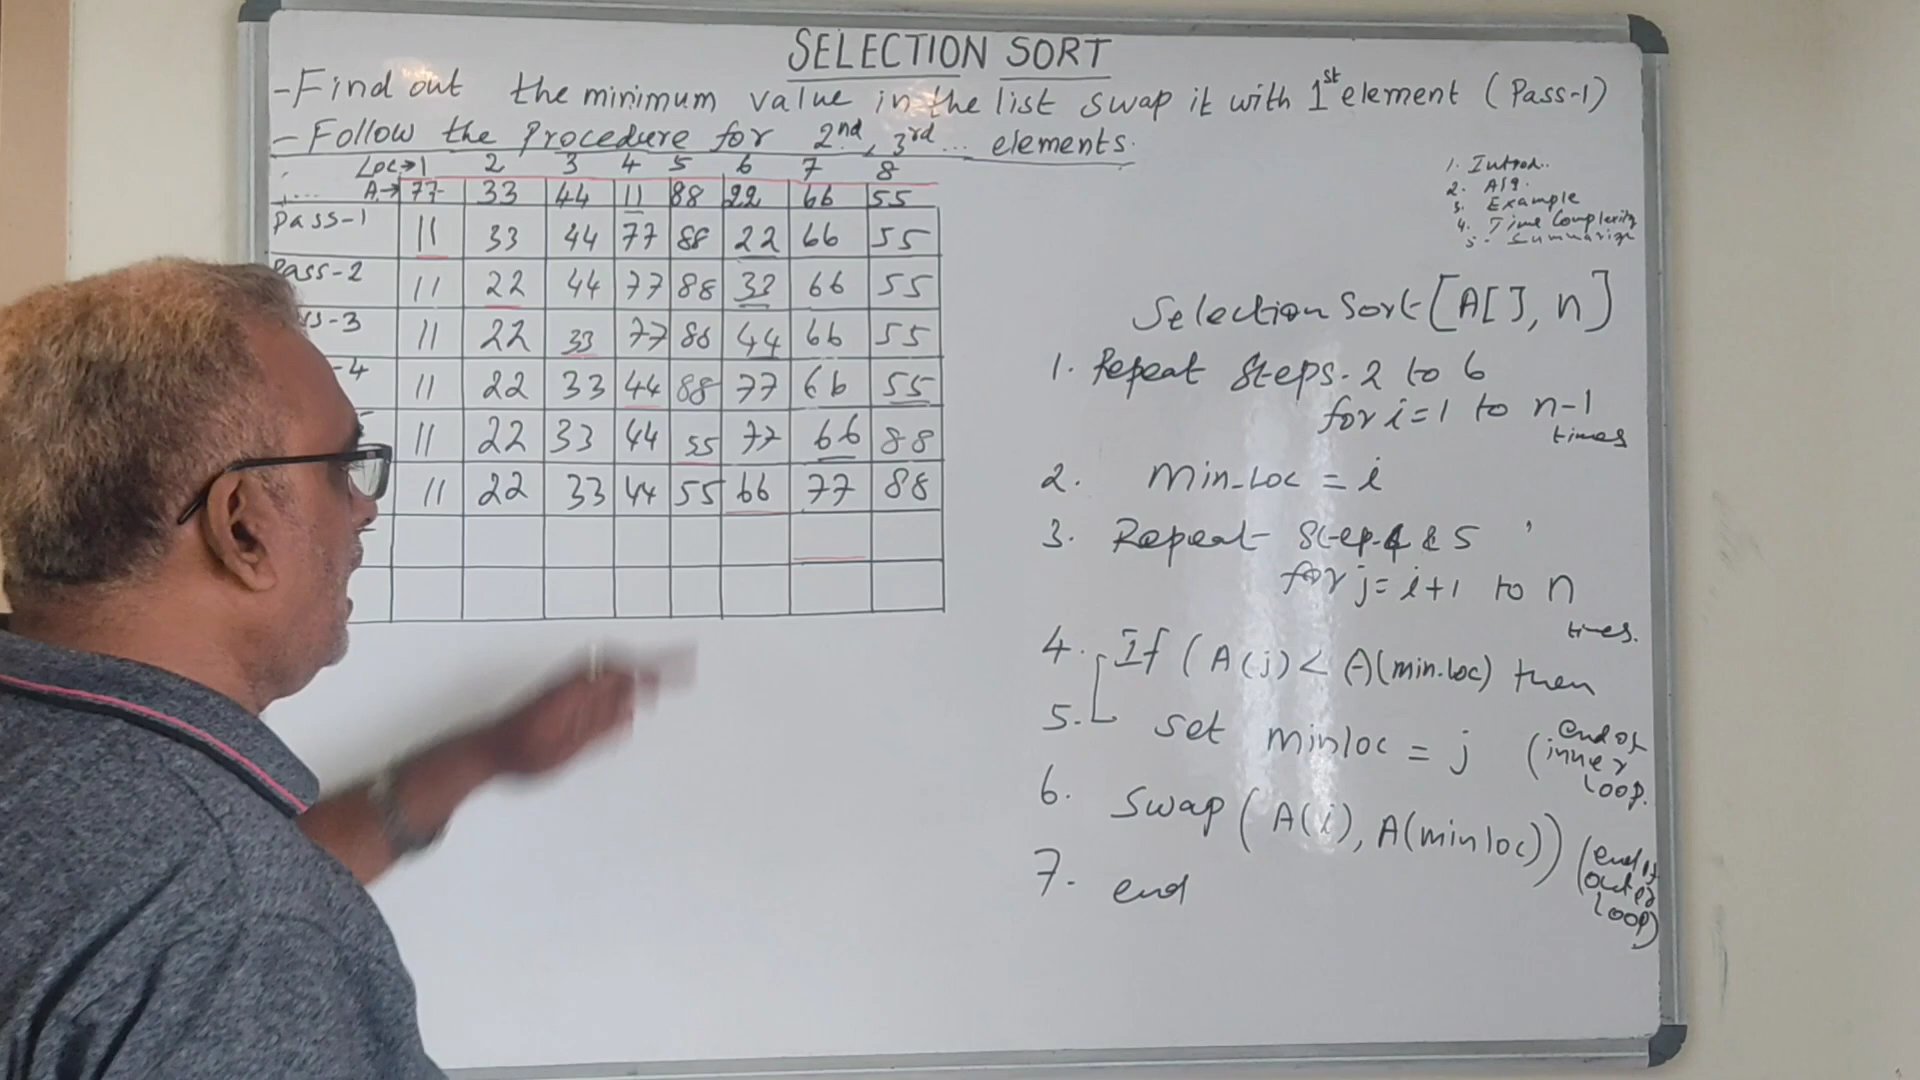 SELECTION SORT
-Find out the minimum value in the list swap it with 1st element (Pass-1)
- Follow the Procedure for 2nd, 3rd ... elements.
Loc→ 1 2 3 4 5 6 7 8
A→ 77 33 44 11 88 22 66 55
Pass-1 11 33 44 77 88 22 66 55
Pass-2 11 22 44 77 88 33 66 55
-3 11 22 33 77 88 44 66 55
-4 11 22 33 44 88 77 66 55
11 22 33 44 55 77 66 88
11 22 33 44 55 66 77 88
1. Introd..
2. Alg.
3. Example
4. Time Complexity
5. Summarize
Selection Sort [A[], n]
1. Repeat Steps. 2 to 6
for i=1 to n-1
times
2. Min-Loc = i
3. Repeat Step.4 & 5
for j= i+1 to n
times.
4. If (A(j) < A(min.loc) then
5. set minloc = j (end of
inner
loop.
6. Swap (A(i), A(minloc)) (end of
outer
loop)
7. end